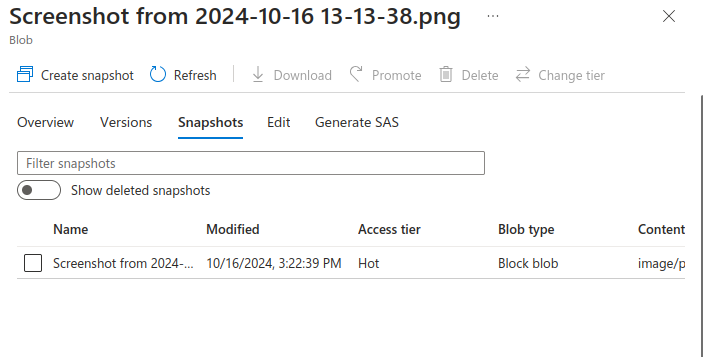 Screenshot from 2024-10-16 13-13-38.png ...
Blob
Create snapshot Refresh Download Promote Delete Change tier
Overview Versions Snapshots Edit Generate SAS
Filter snapshots
Show deleted snapshots
Name Modified Access tier Blob type Content
Screenshot from 2024-... 10/16/2024, 3:22:39 PM Hot Block blob image/p